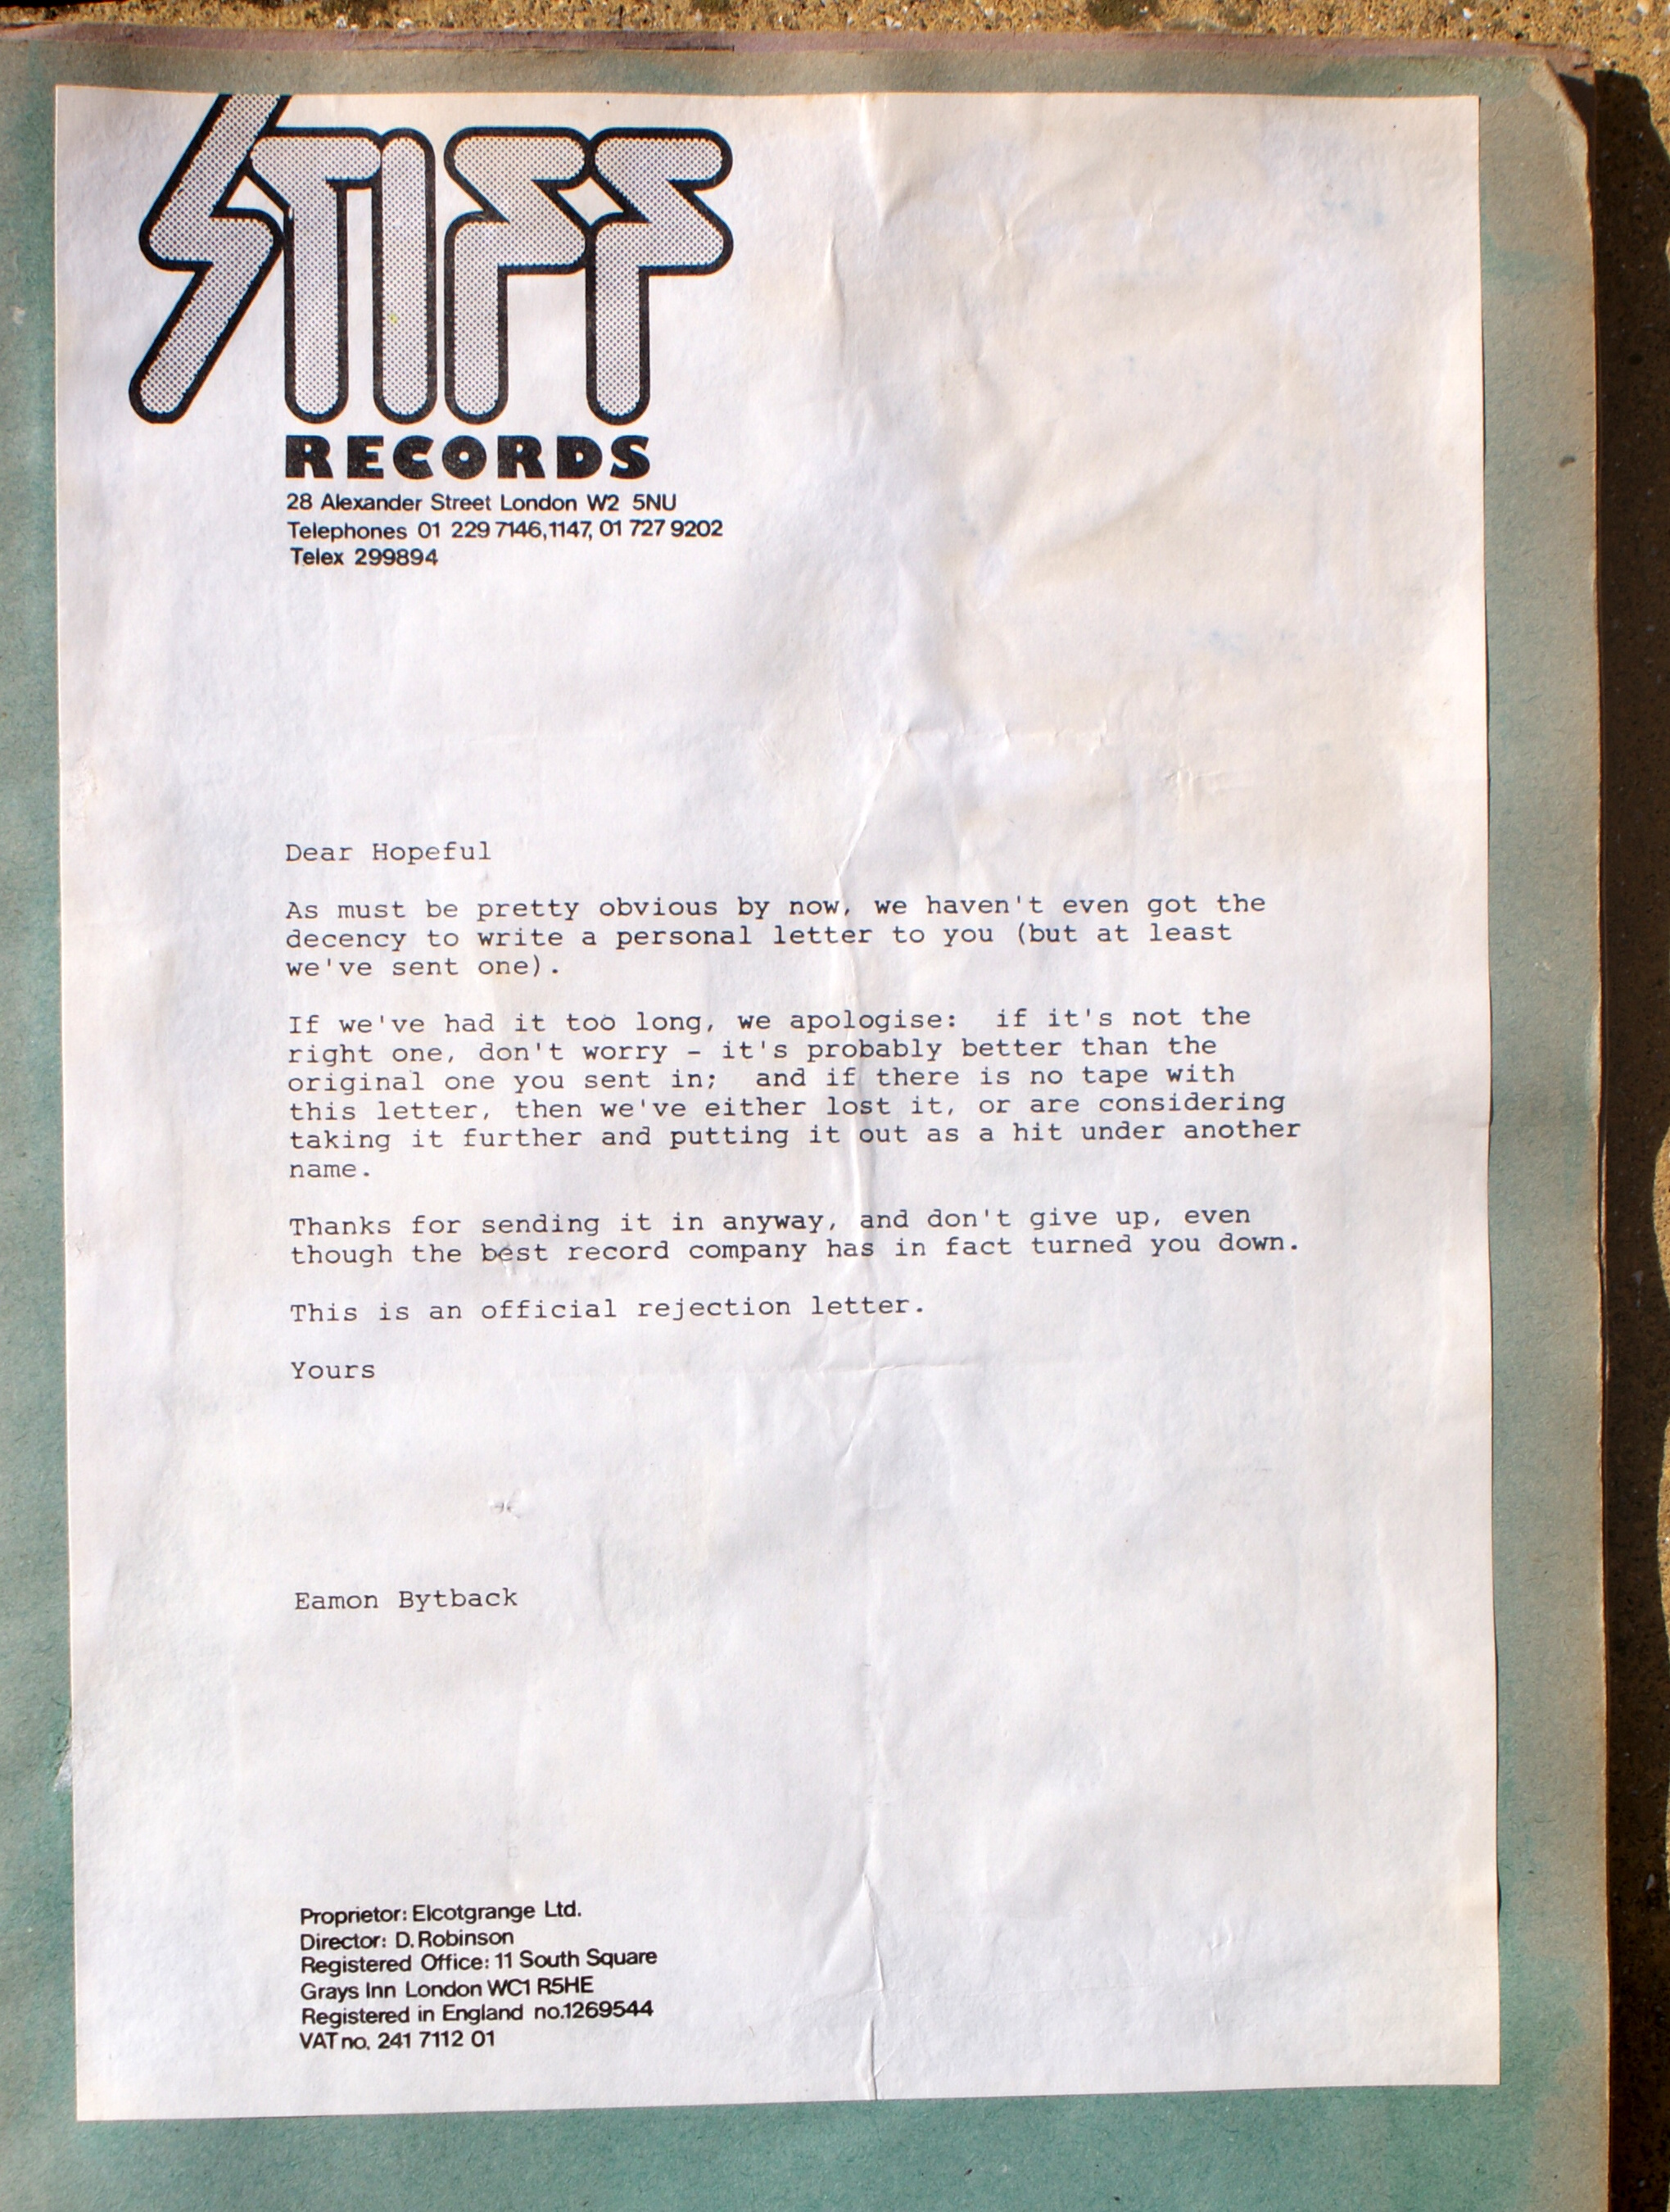 STIFF
RECORDS
28 Alexander Street London W2 5NU
Telephones 01 229 7146,1147, 01 727 9202
Telex 299894
Dear Hopeful
As must be pretty obvious by now, we haven't even got the
decency to write a personal letter to you (but at least
we've sent one).
If we've had it too long, we apologise: if it's not the
right one, don't worry - it's probably better than the
original one you sent in; and if there is no tape with
this letter, then we've either lost it, or are considering
taking it further and putting it out as a hit under another
name.
Thanks for sending it in anyway, and don't give up, even
though the best record company has in fact turned you down.
This is an official rejection letter.
Yours
Eamon Bytback
Proprietor: Elcotgrange Ltd.
Director: D. Robinson
Registered Office: 11 South Square
Grays Inn London WC1 R5HE
Registered in England no.1269544
VAT no. 241 7112 01